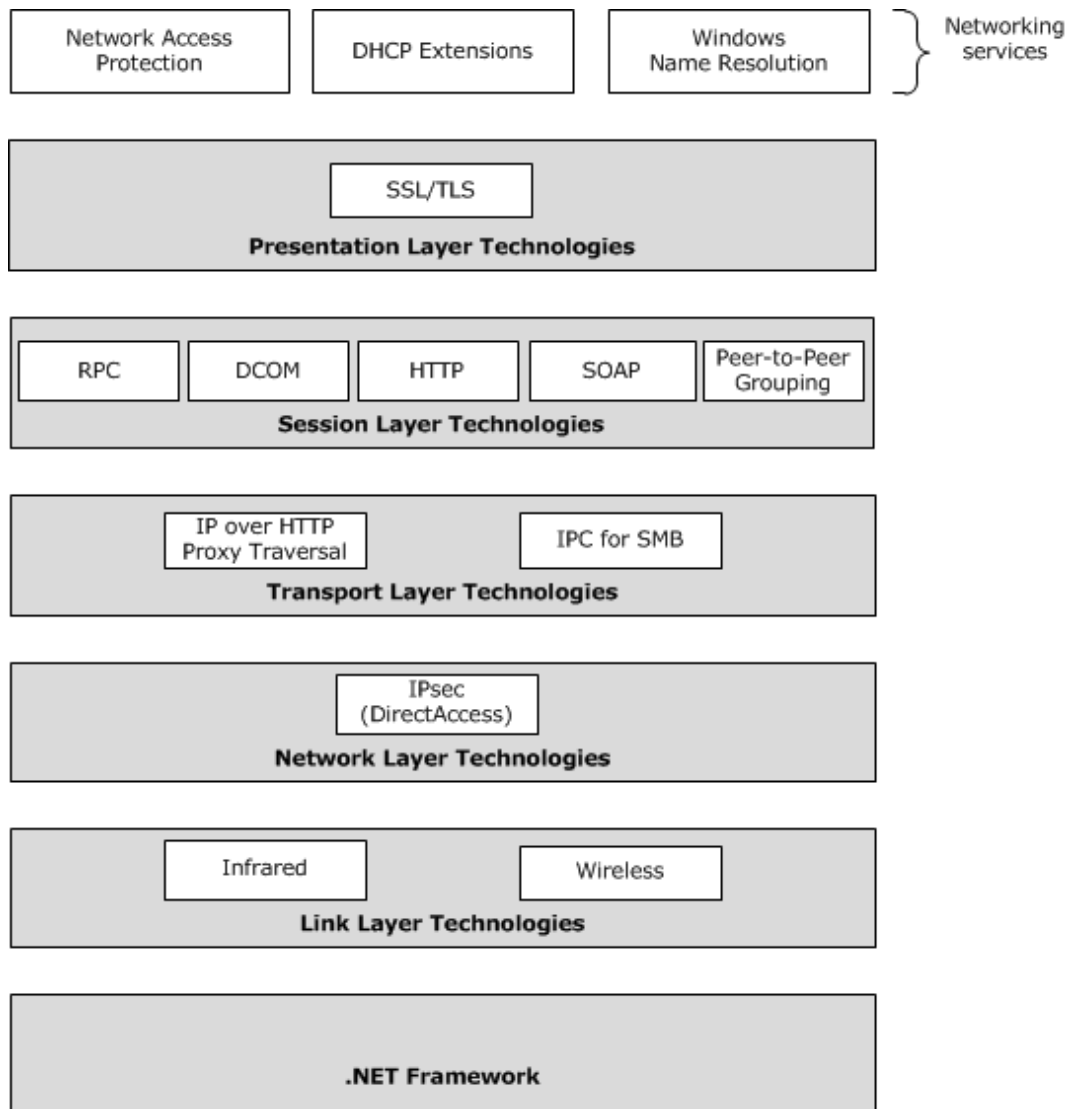 Network Access
Protection
DHCP Extensions
Windows
Name Resolution
Networking
services
SSL/TLS
Presentation Layer Technologies
RPC
DCOM
HTTP
SOAP
Peer-to-Peer
Grouping
Session Layer Technologies
IP over HTTP
Proxy Traversal
IPC for SMB
Transport Layer Technologies
IPsec
(DirectAccess)
Network Layer Technologies
Infrared
Wireless
Link Layer Technologies
.NET Framework